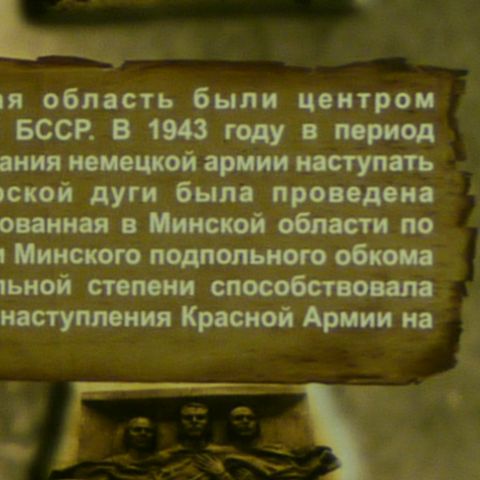 ая область были центром
БССР. В 1943 году в период
ания немецкой армии наступать
рской дуги была проведена
ованная в Минской области по
и Минского подпольного обкома
льной степени способствовала
наступления Красной Армии на